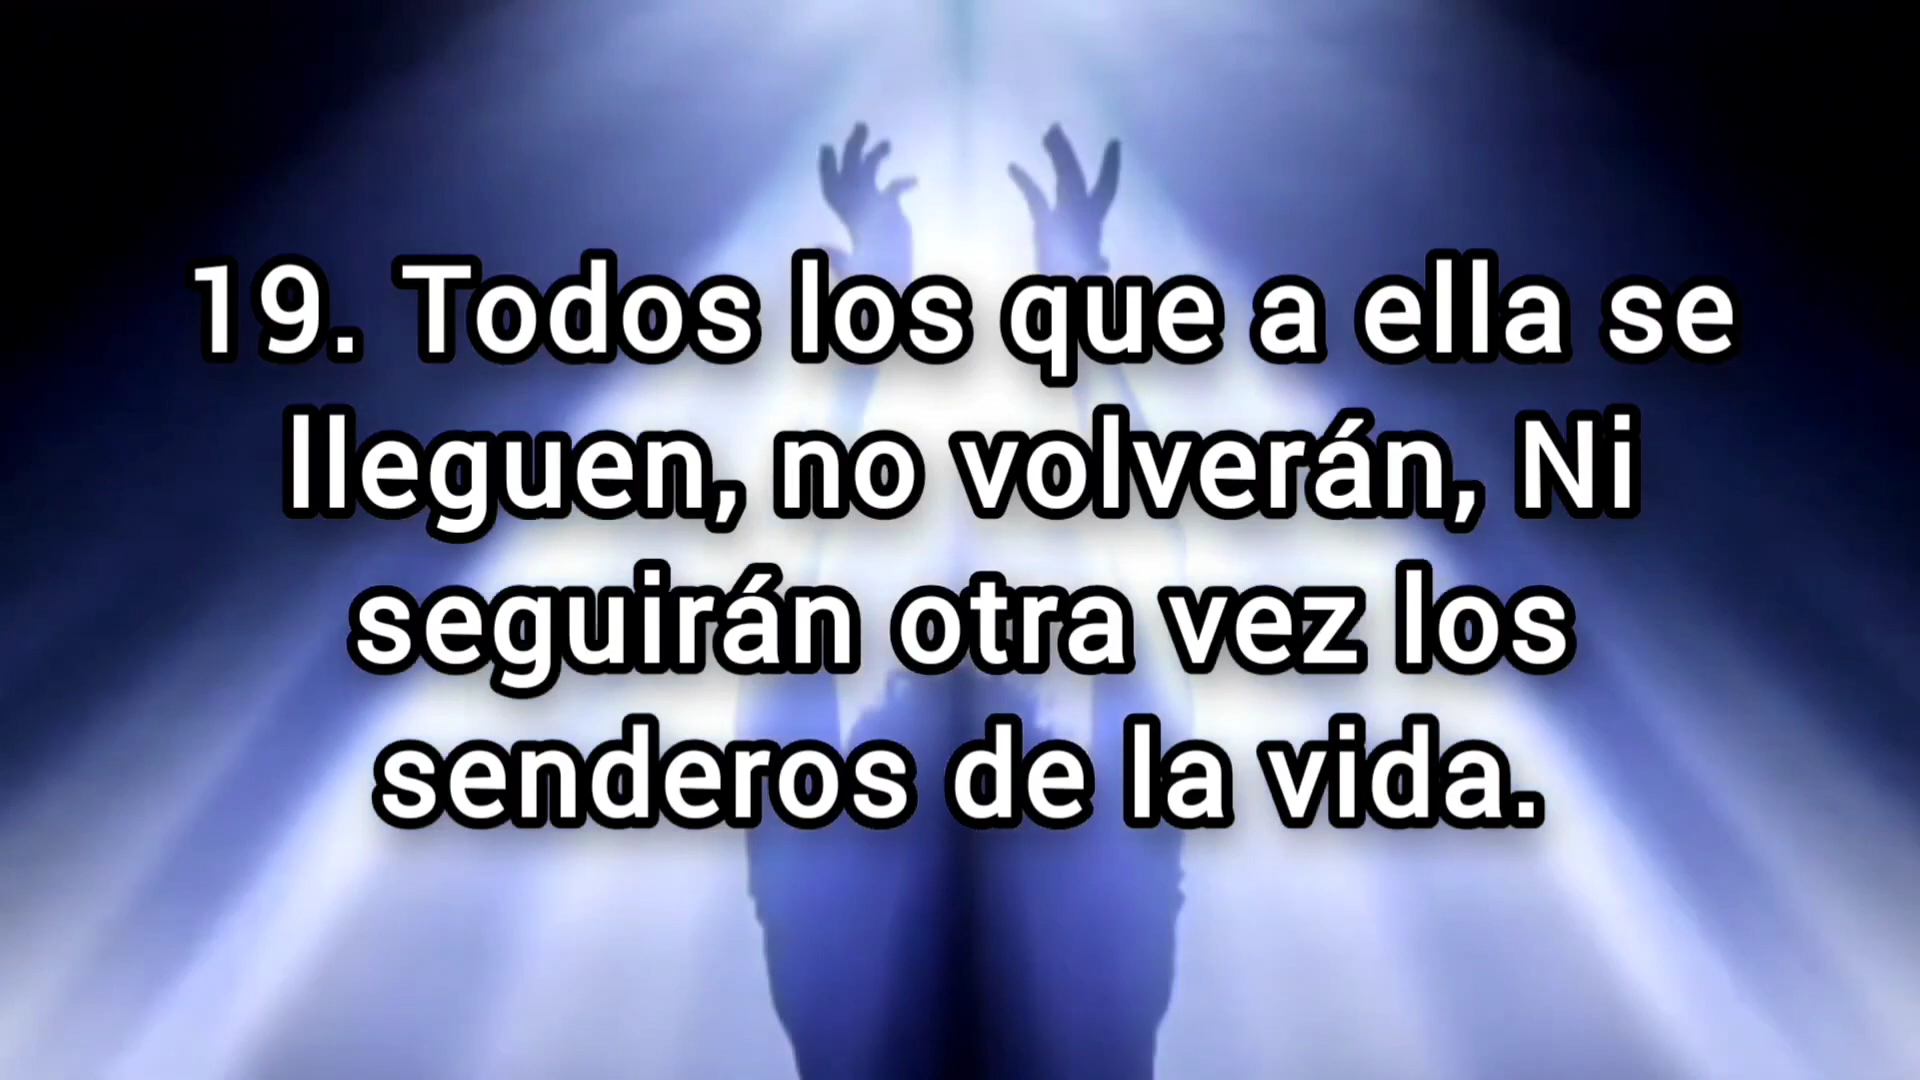 19. Todos los que a ella se
lleguen, no volverán, Ni
seguirán otra vez los
senderos de la vida.